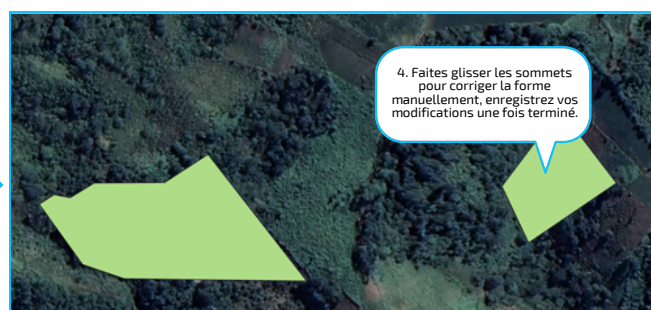 4. Faites glisser les sommets
pour corriger la forme
manuellement, enregistrez vos
modifications une fois terminé.